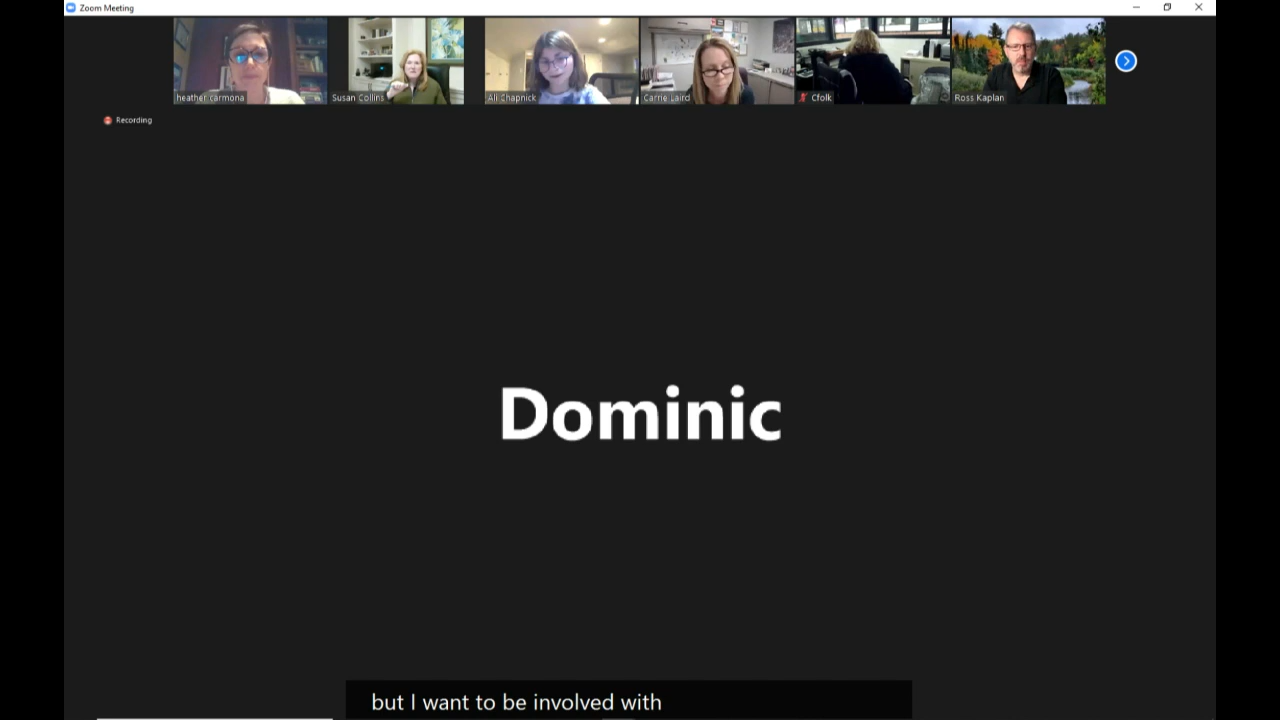 Zoom Meeting
heather carmona
Susan Collins
Ali Chapnick
Carrie Laird
Cfolk
Ross Kaplan
Recording
Dominic
but I want to be involved with